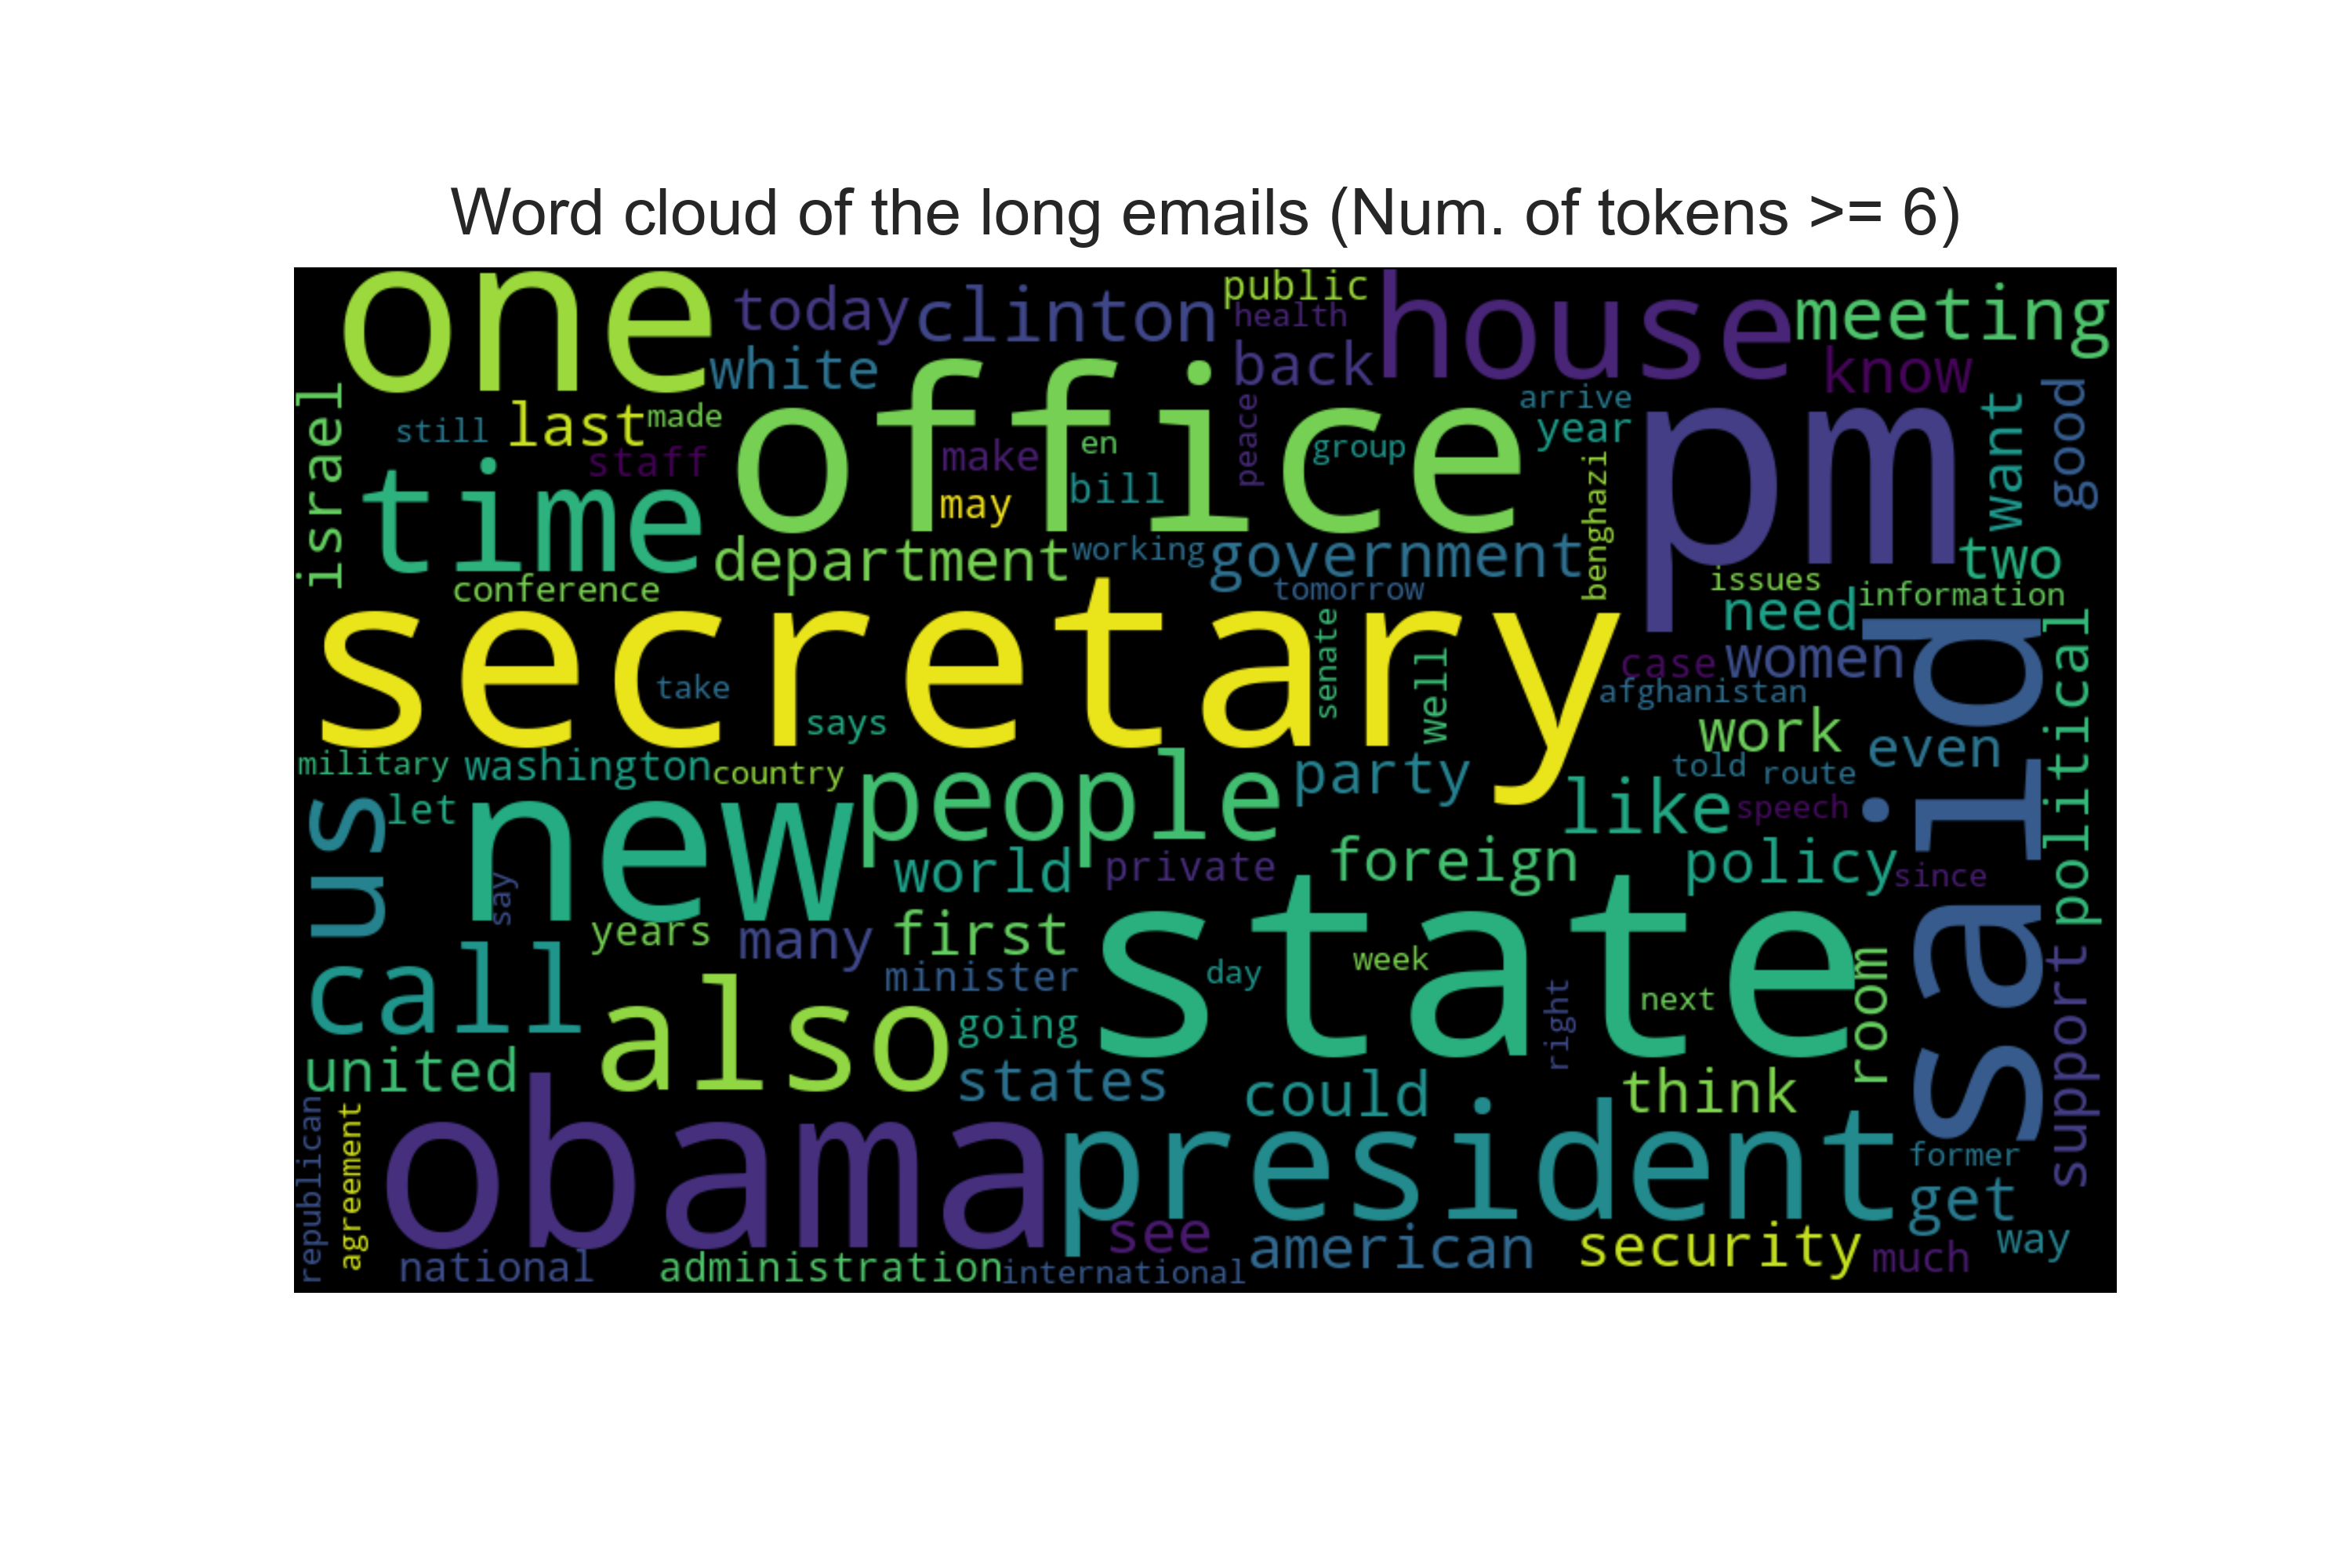 Word cloud of the long emails (Num. of tokens >= 6)
one
today
clinton
public
health
house
meeting
white
back
know
israel
still
last
made
office
peace
arrive
year
group
pm
want
good
staff
make
en
may
bill
time
benghazi
department
working
government
two
conference
tomorrow
issues
need
information
secretary
take
says
senate
well
case
women
afghanistan
said
political
work
even
military
washington
country
people
party
told
route
us
let
new
like
speech
say
world
private
foreign
policy
since
years
many
first
state
call
minister
day
week
right
next
room
support
also
going
united
states
could
think
republican
agreement
obama
president
former
see
get
national
administration
international
american
security
much
way